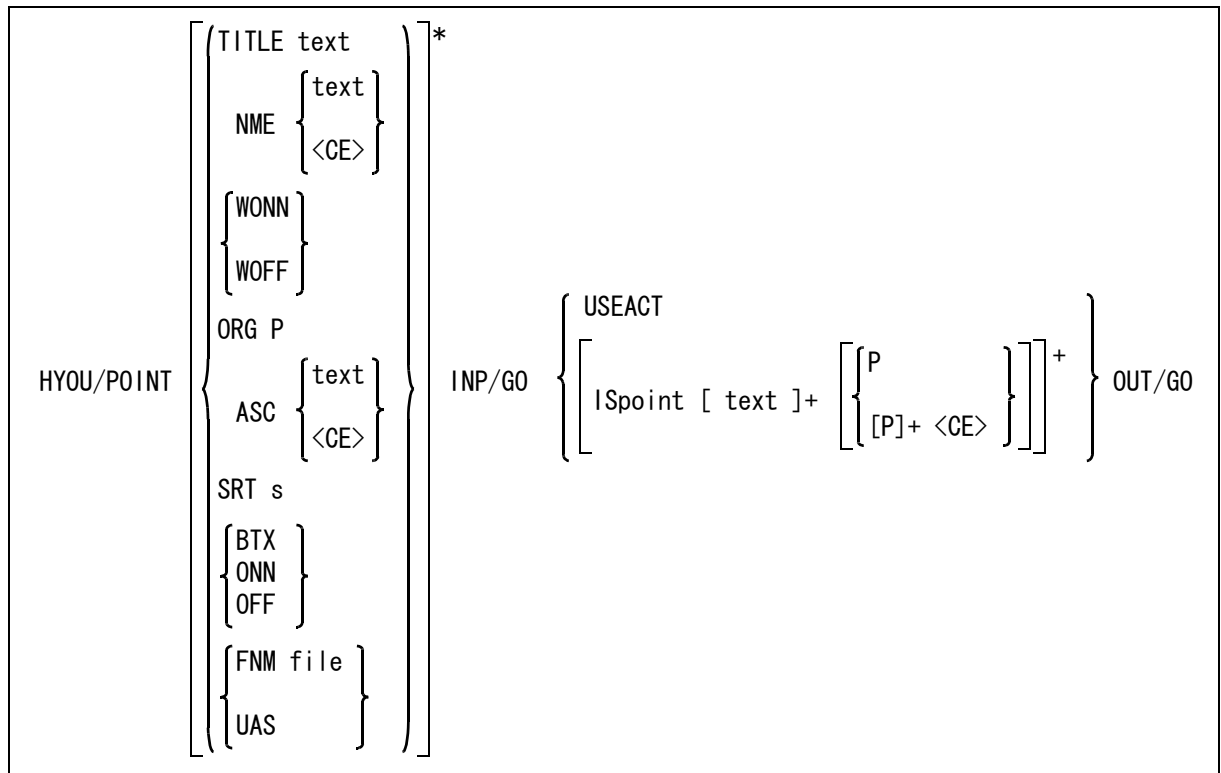 TITLE text
*
NME
text
<CE>
WONN
WOFF
ORG P
ASC
text
<CE>
SRT s
BTX
ONN
OFF
FNM file
UAS
HYOU/POINT
INP/GO
USEACT
ISpoint [ text ]+
P
[P]+ <CE>
+
OUT/GO